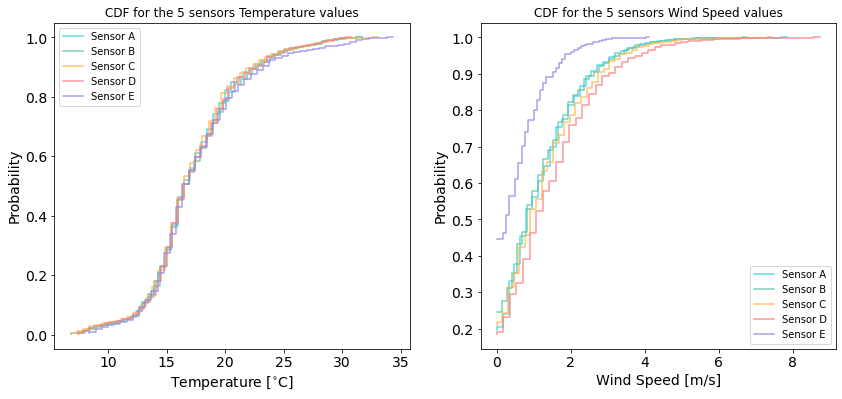 CDF for the 5 sensors Temperature values
1.0
0.8
0.6
0.4
0.2
0.0
Probability
Sensor A
Sensor B
Sensor C
Sensor D
Sensor E
10
15
20
25
30
35
Temperature [°C]
CDF for the 5 sensors Wind Speed values
1.0
0.9
0.8
0.7
0.6
0.5
0.4
0.3
0.2
Probability
Sensor A
Sensor B
Sensor C
Sensor D
Sensor E
0
2
4
6
8
Wind Speed [m/s]